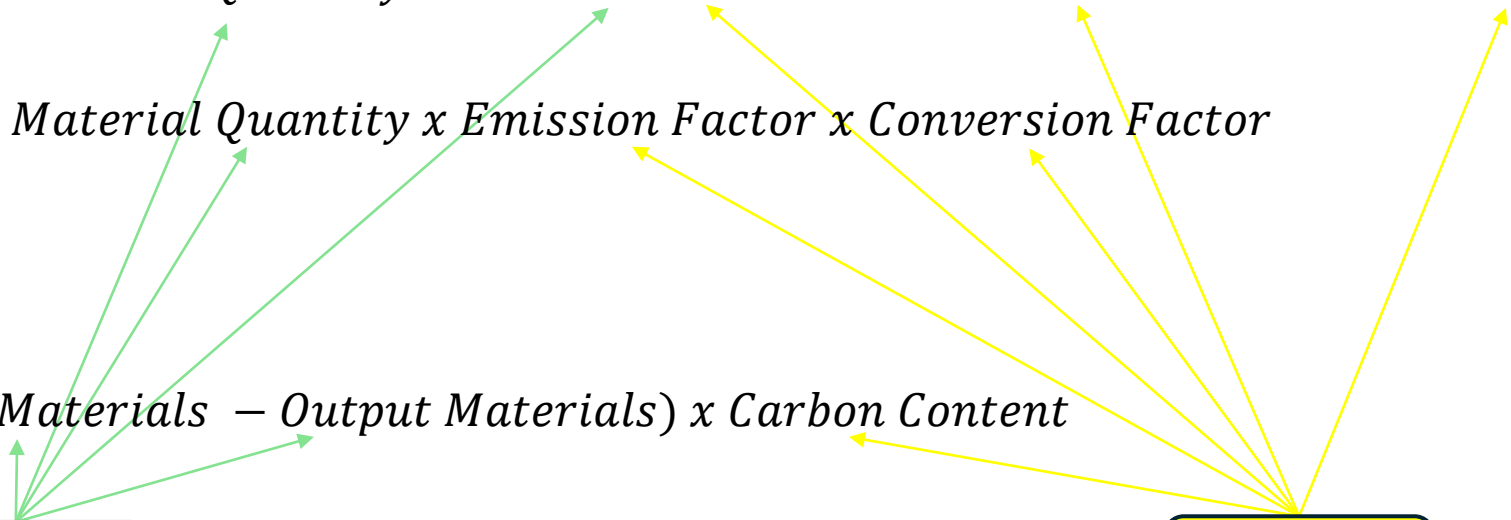 Material Quantity x Emission Factor x Conversion Factor
Materials − Output Materials) x Carbon Content